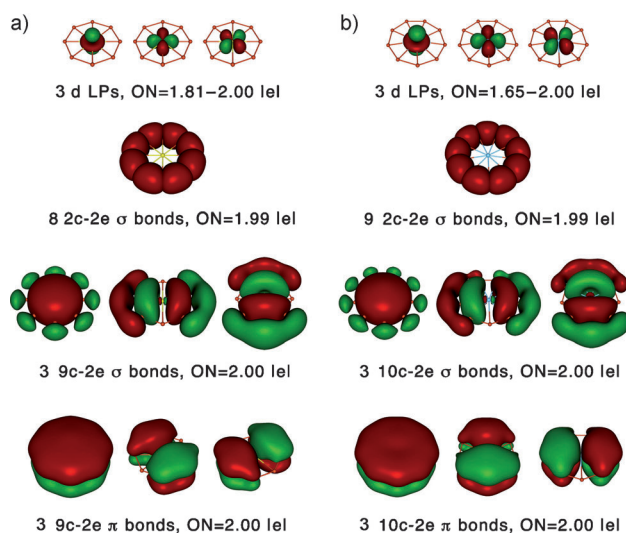 a)
3 d LPs, ON=1.81–2.00 lel
8 2c-2e σ bonds, ON=1.99 lel
3 9c-2e σ bonds, ON=2.00 lel
3 9c-2e π bonds, ON=2.00 lel
b)
3 d LPs, ON=1.65–2.00 lel
9 2c-2e σ bonds, ON=1.99 lel
3 10c-2e σ bonds, ON=2.00 lel
3 10c-2e π bonds, ON=2.00 lel